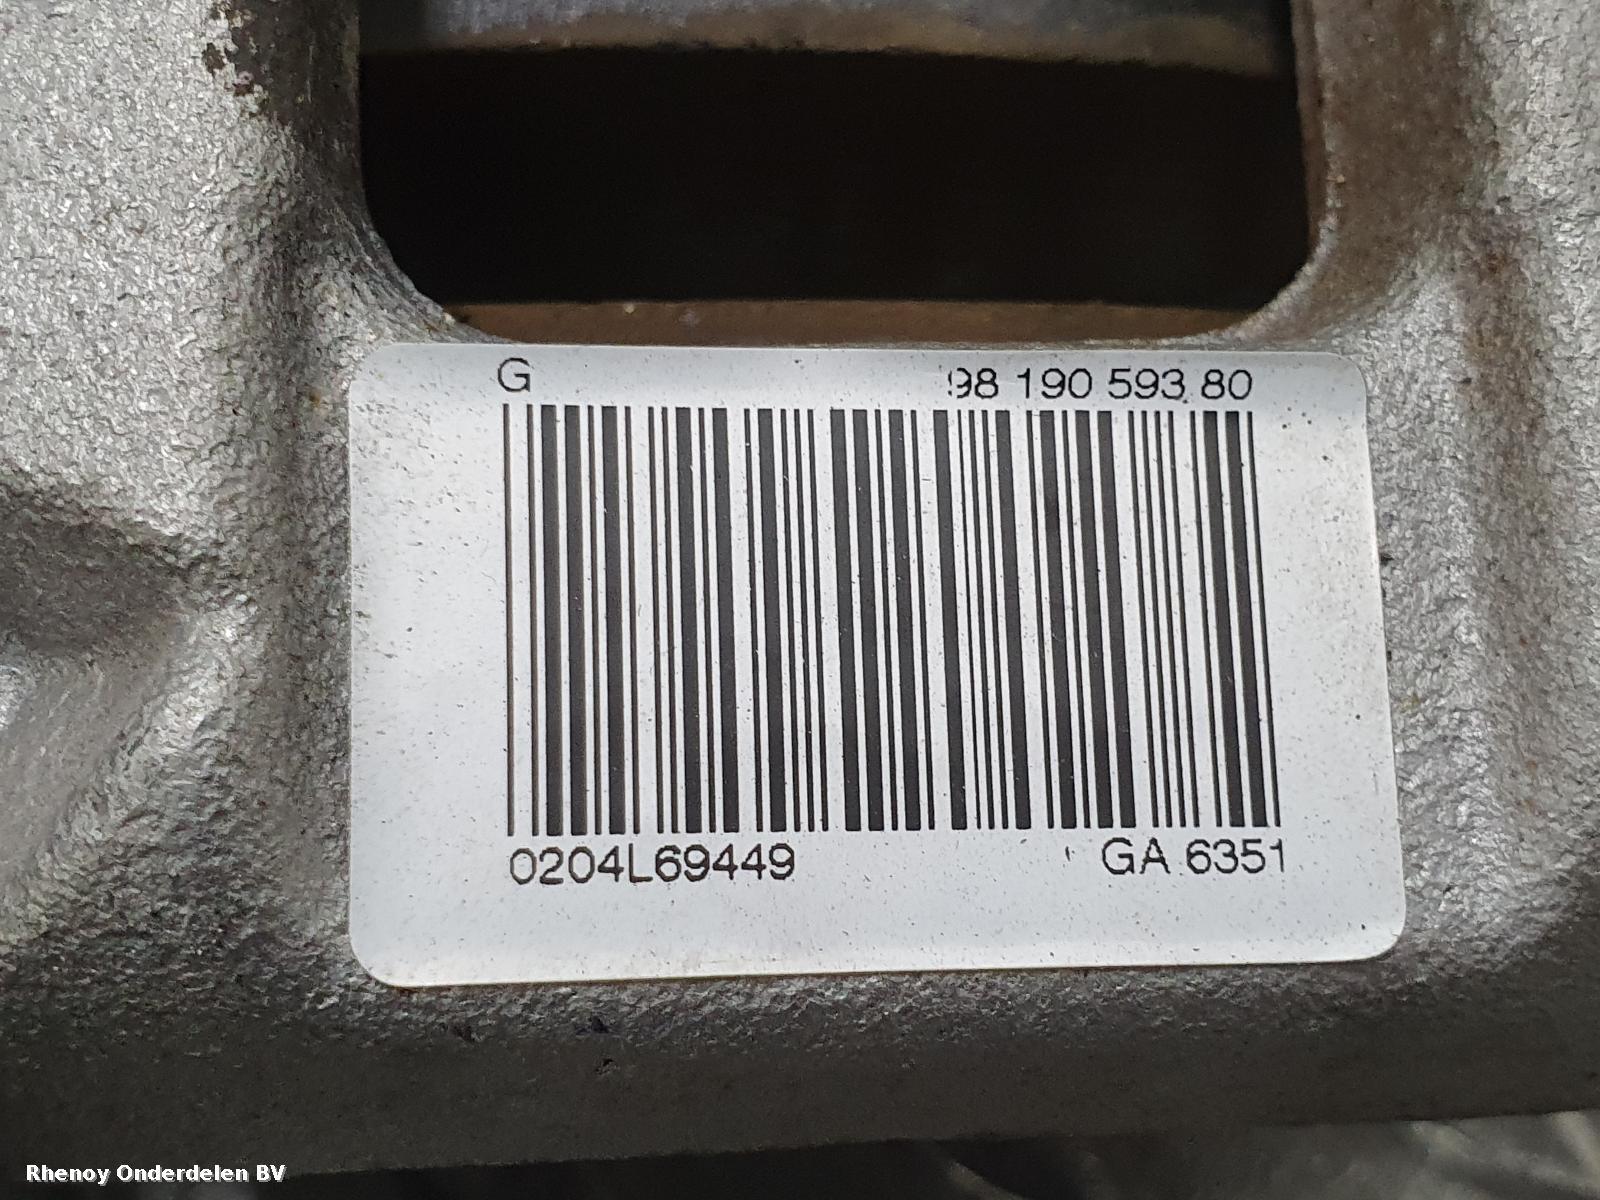 G 98 190 593 80
0204L69449 GA 6351
Rhenoy Onderdelen BV